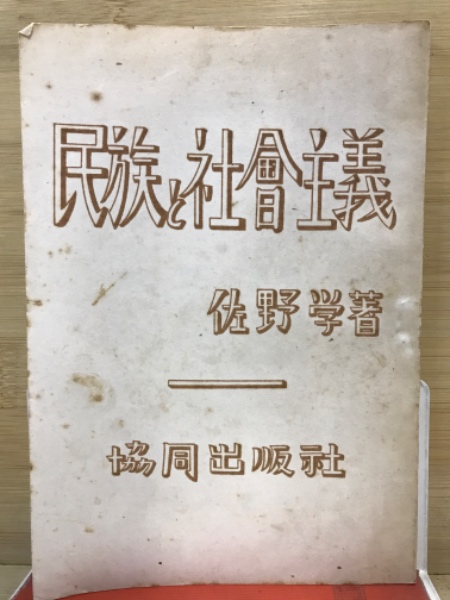 民族と社會主義
佐野学著
協同出版社